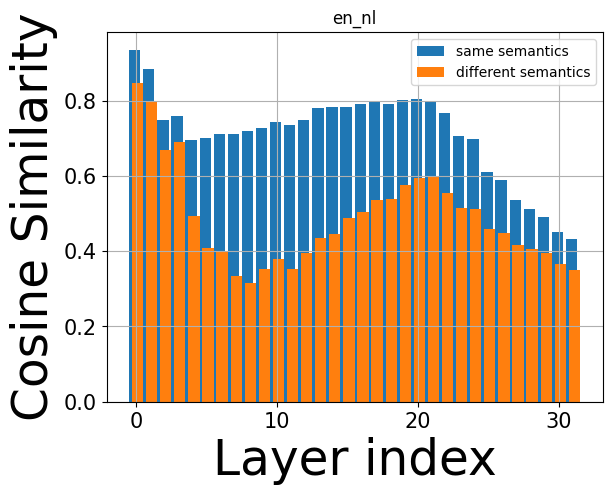 en_nl
same semantics
different semantics
Cosine Similarity
0.8
0.6
0.4
0.2
0.0
0 10 20 30
Layer index